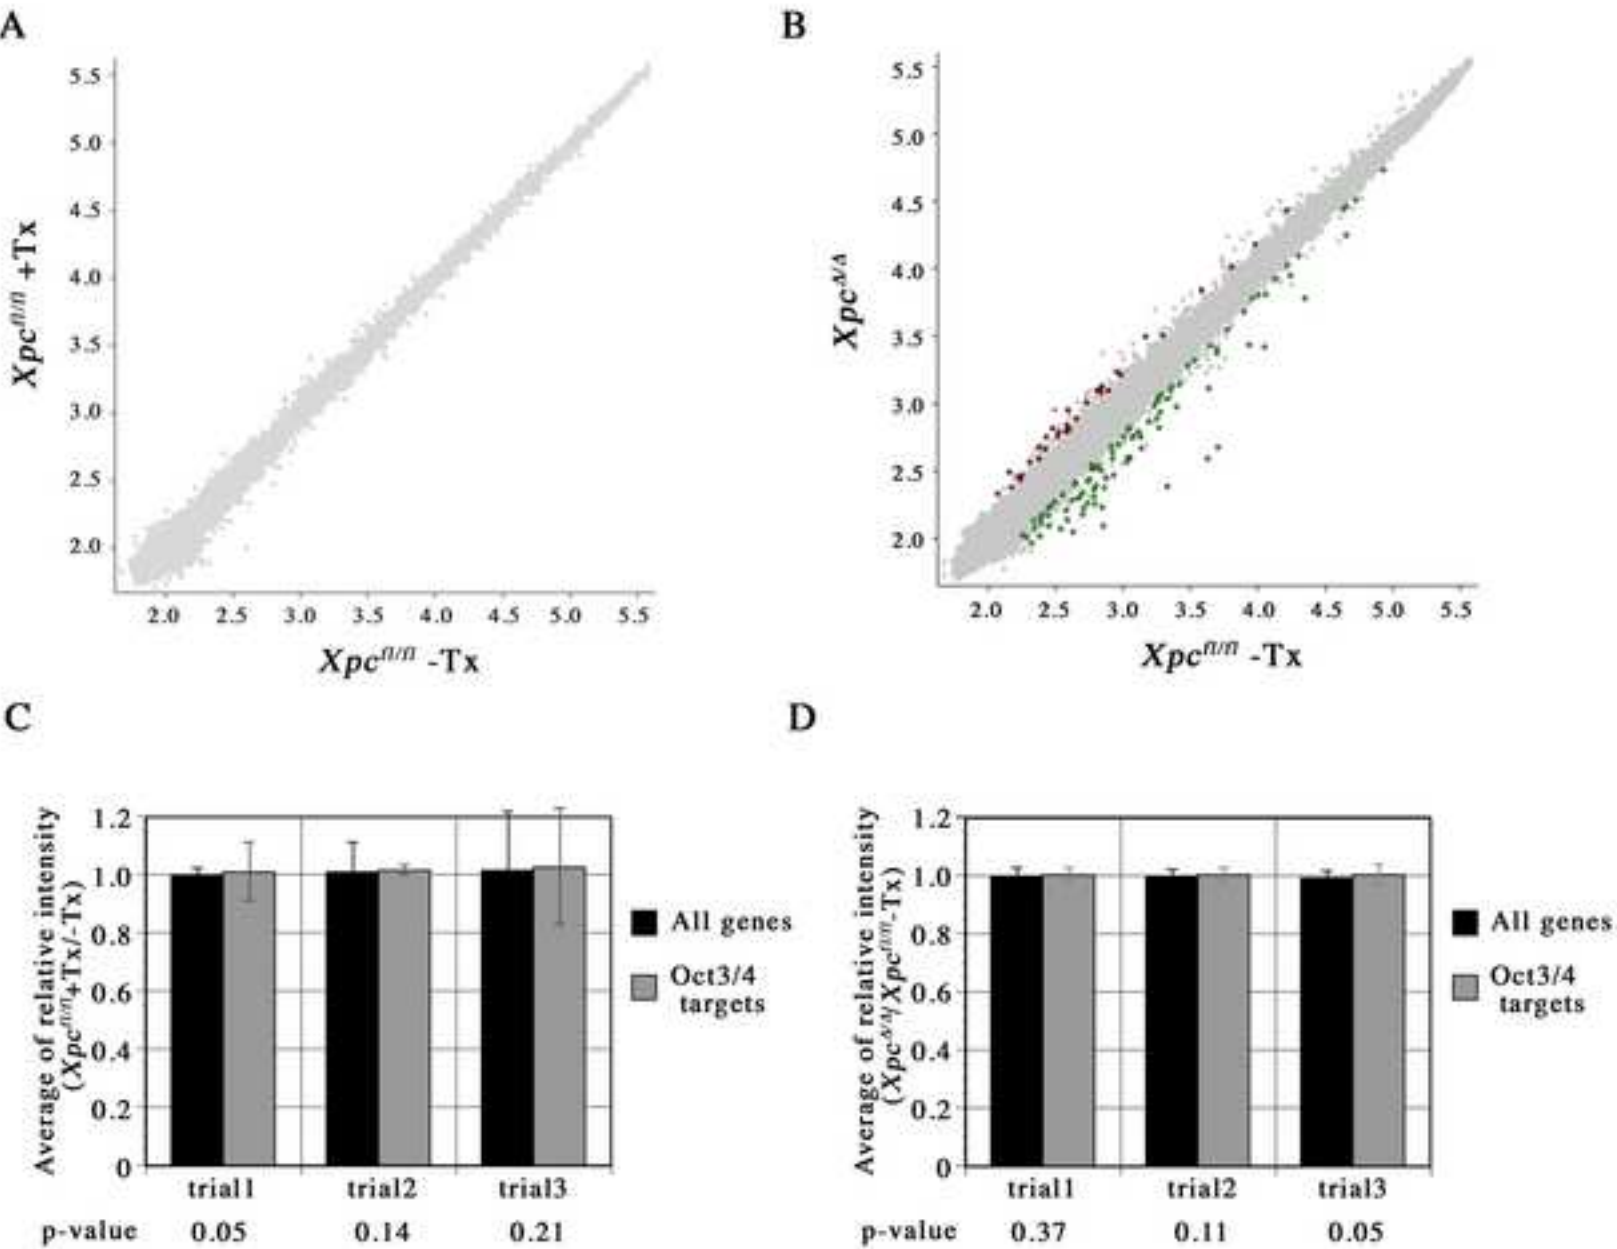 A
5.5
5.0
4.5
4.0
3.5
3.0
2.5
2.0
Xpc^fl/fl +Tx
2.0 2.5 3.0 3.5 4.0 4.5 5.0 5.5
Xpc^fl/fl -Tx
B
5.5
5.0
4.5
4.0
3.5
3.0
2.5
2.0
Xpc^Δ/Δ
2.0 2.5 3.0 3.5 4.0 4.5 5.0 5.5
Xpc^fl/fl -Tx
C
Average of relative intensity
(Xpc^fl/fl+Tx/-Tx)
1.2
1.0
0.8
0.6
0.4
0.2
0
trial1 trial2 trial3
p-value 0.05 0.14 0.21
All genes
Oct3/4
targets
D
Average of relative intensity
(Xpc^Δ/Δ/Xpc^fl/fl-Tx)
1.2
1.0
0.8
0.6
0.4
0.2
0
trial1 trial2 trial3
p-value 0.37 0.11 0.05
All genes
Oct3/4
targets